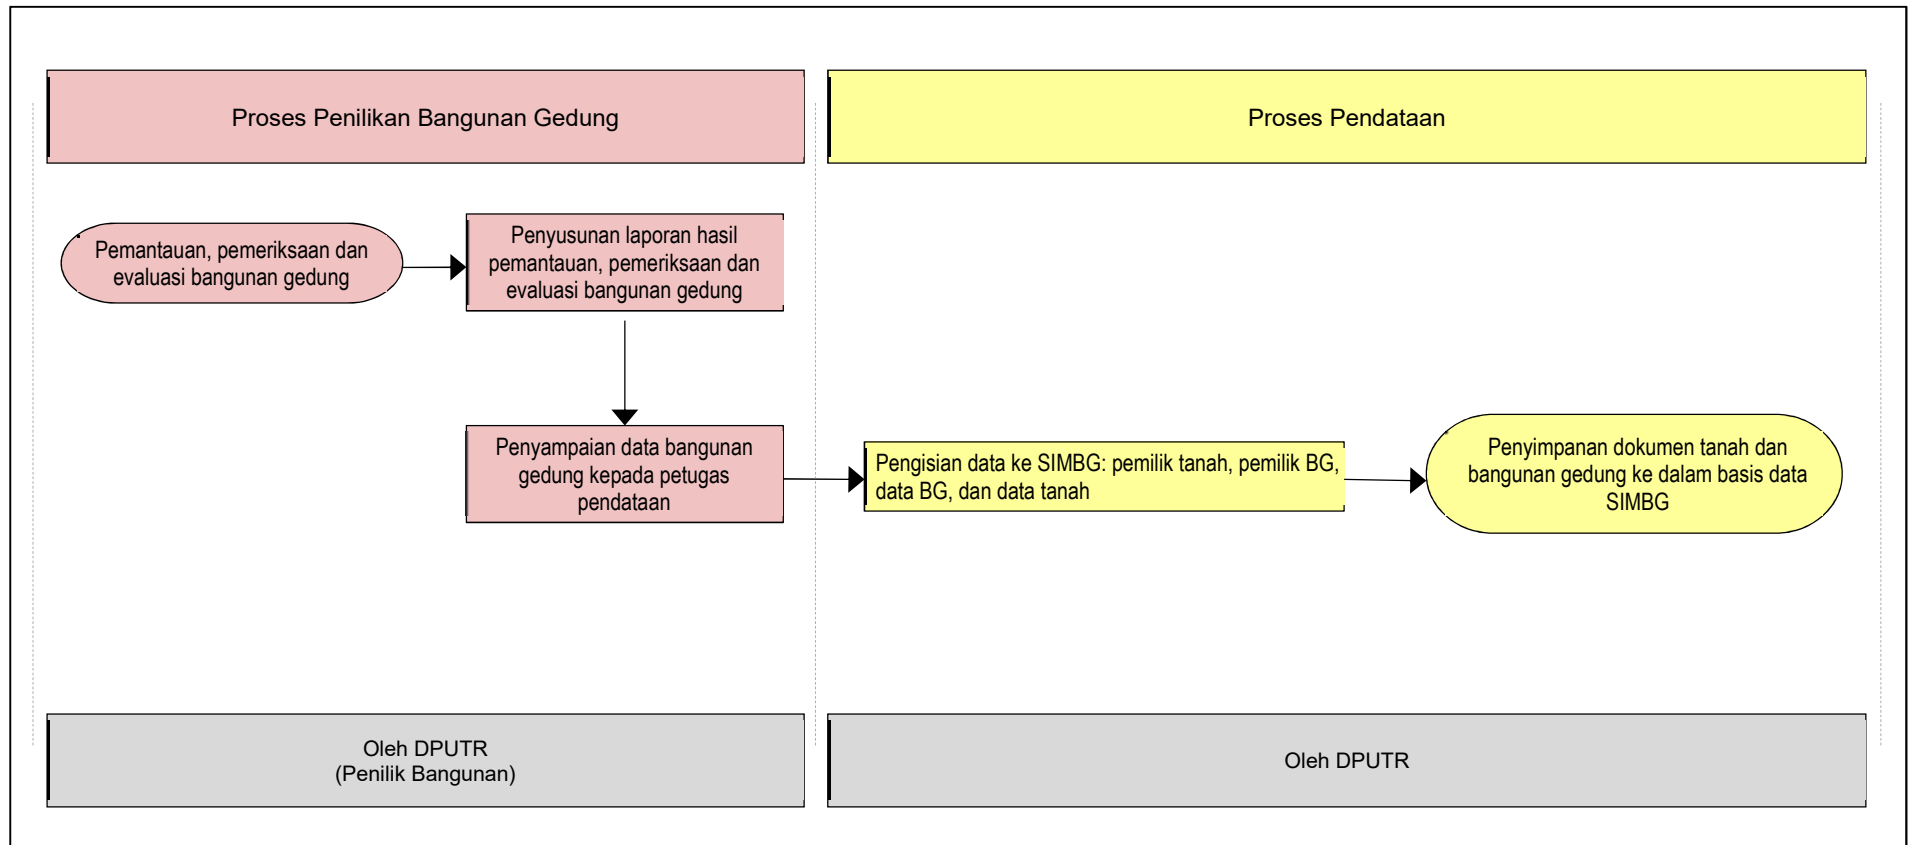 Proses Penilikan Bangunan Gedung
Proses Pendataan
Pemantauan, pemeriksaan dan
evaluasi bangunan gedung
Penyusunan laporan hasil
pemantauan, pemeriksaan dan
evaluasi bangunan gedung
Penyampaian data bangunan
gedung kepada petugas
pendataan
Pengisian data ke SIMBG: pemilik tanah, pemilik BG,
data BG, dan data tanah
Penyimpanan dokumen tanah dan
bangunan gedung ke dalam basis data
SIMBG
Oleh DPUTR
(Penilik Bangunan)
Oleh DPUTR